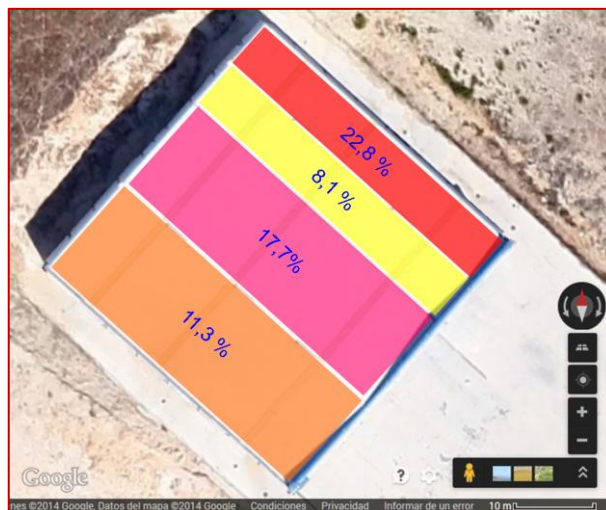 22,8 %
8,1 %
17,7%
11,3 %
Google
?
nes ©2014 Google, Datos del mapa ©2014 Google Condiciones Privacidad Informar de un error 10 m